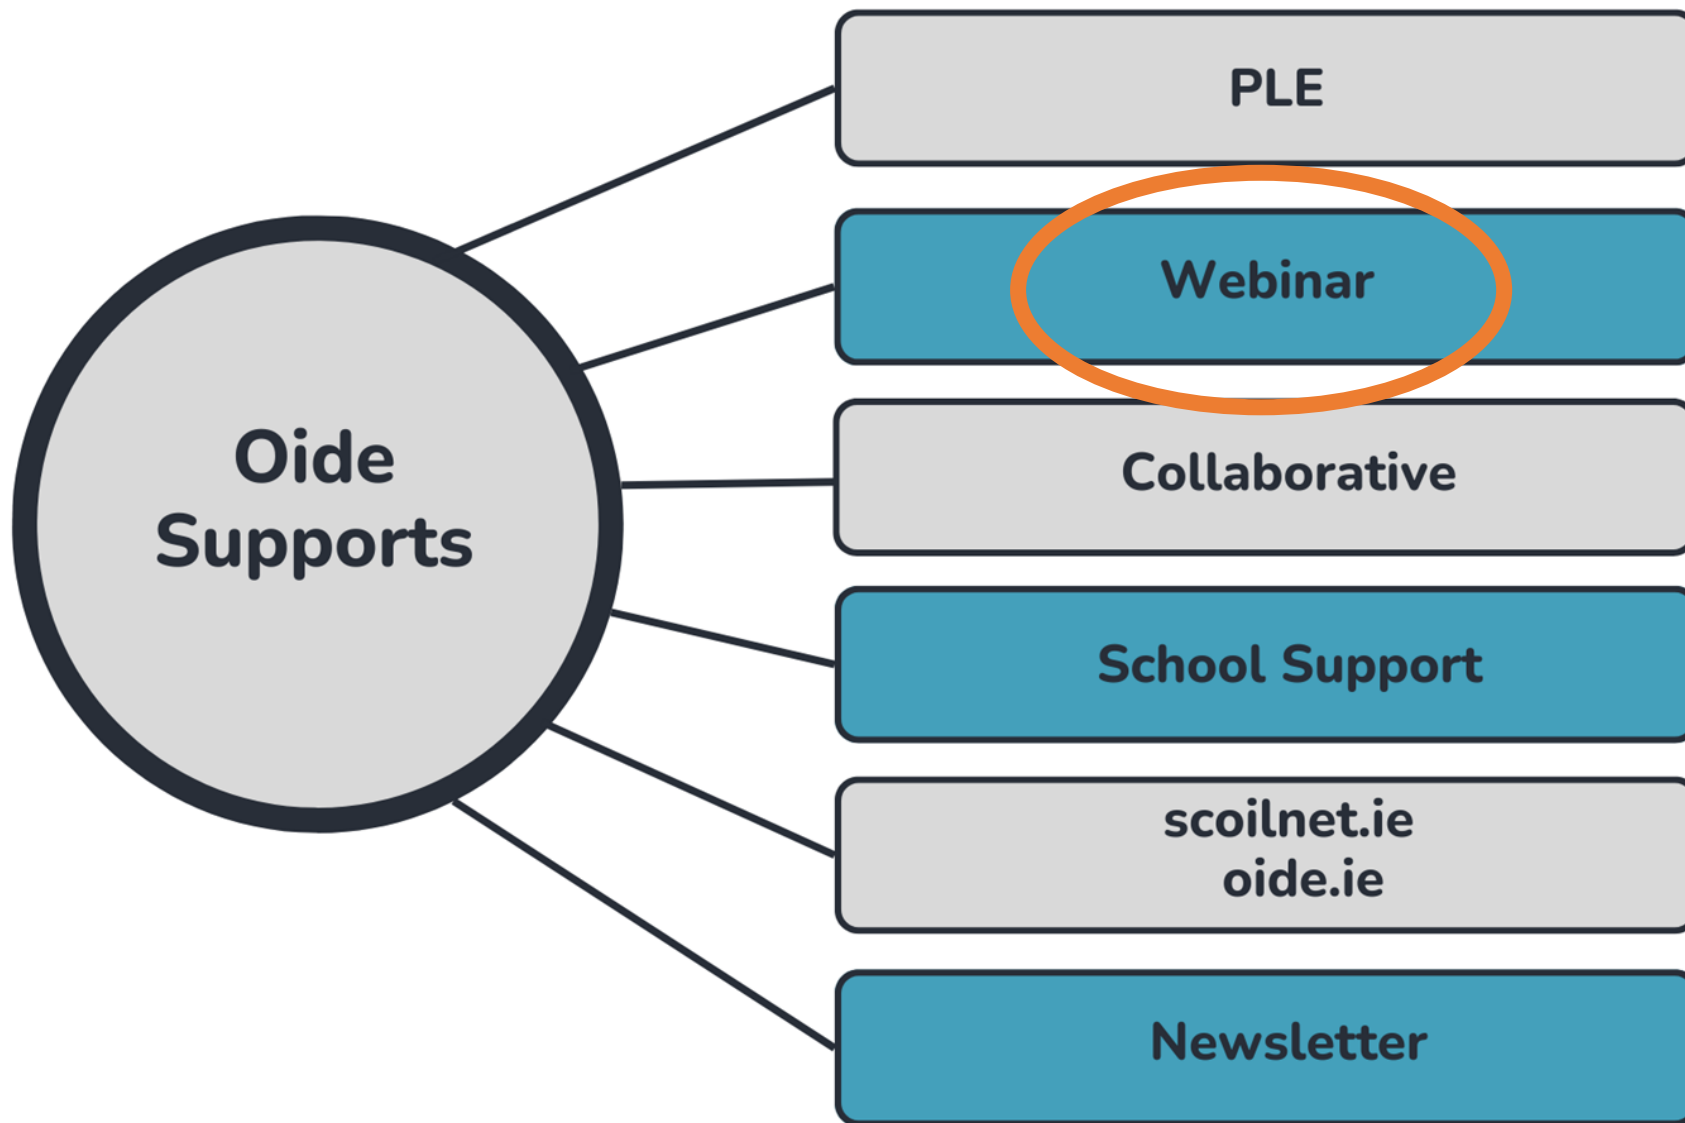 Oide
Supports
PLE
Webinar
Collaborative
School Support
scoilnet.ie
oide.ie
Newsletter